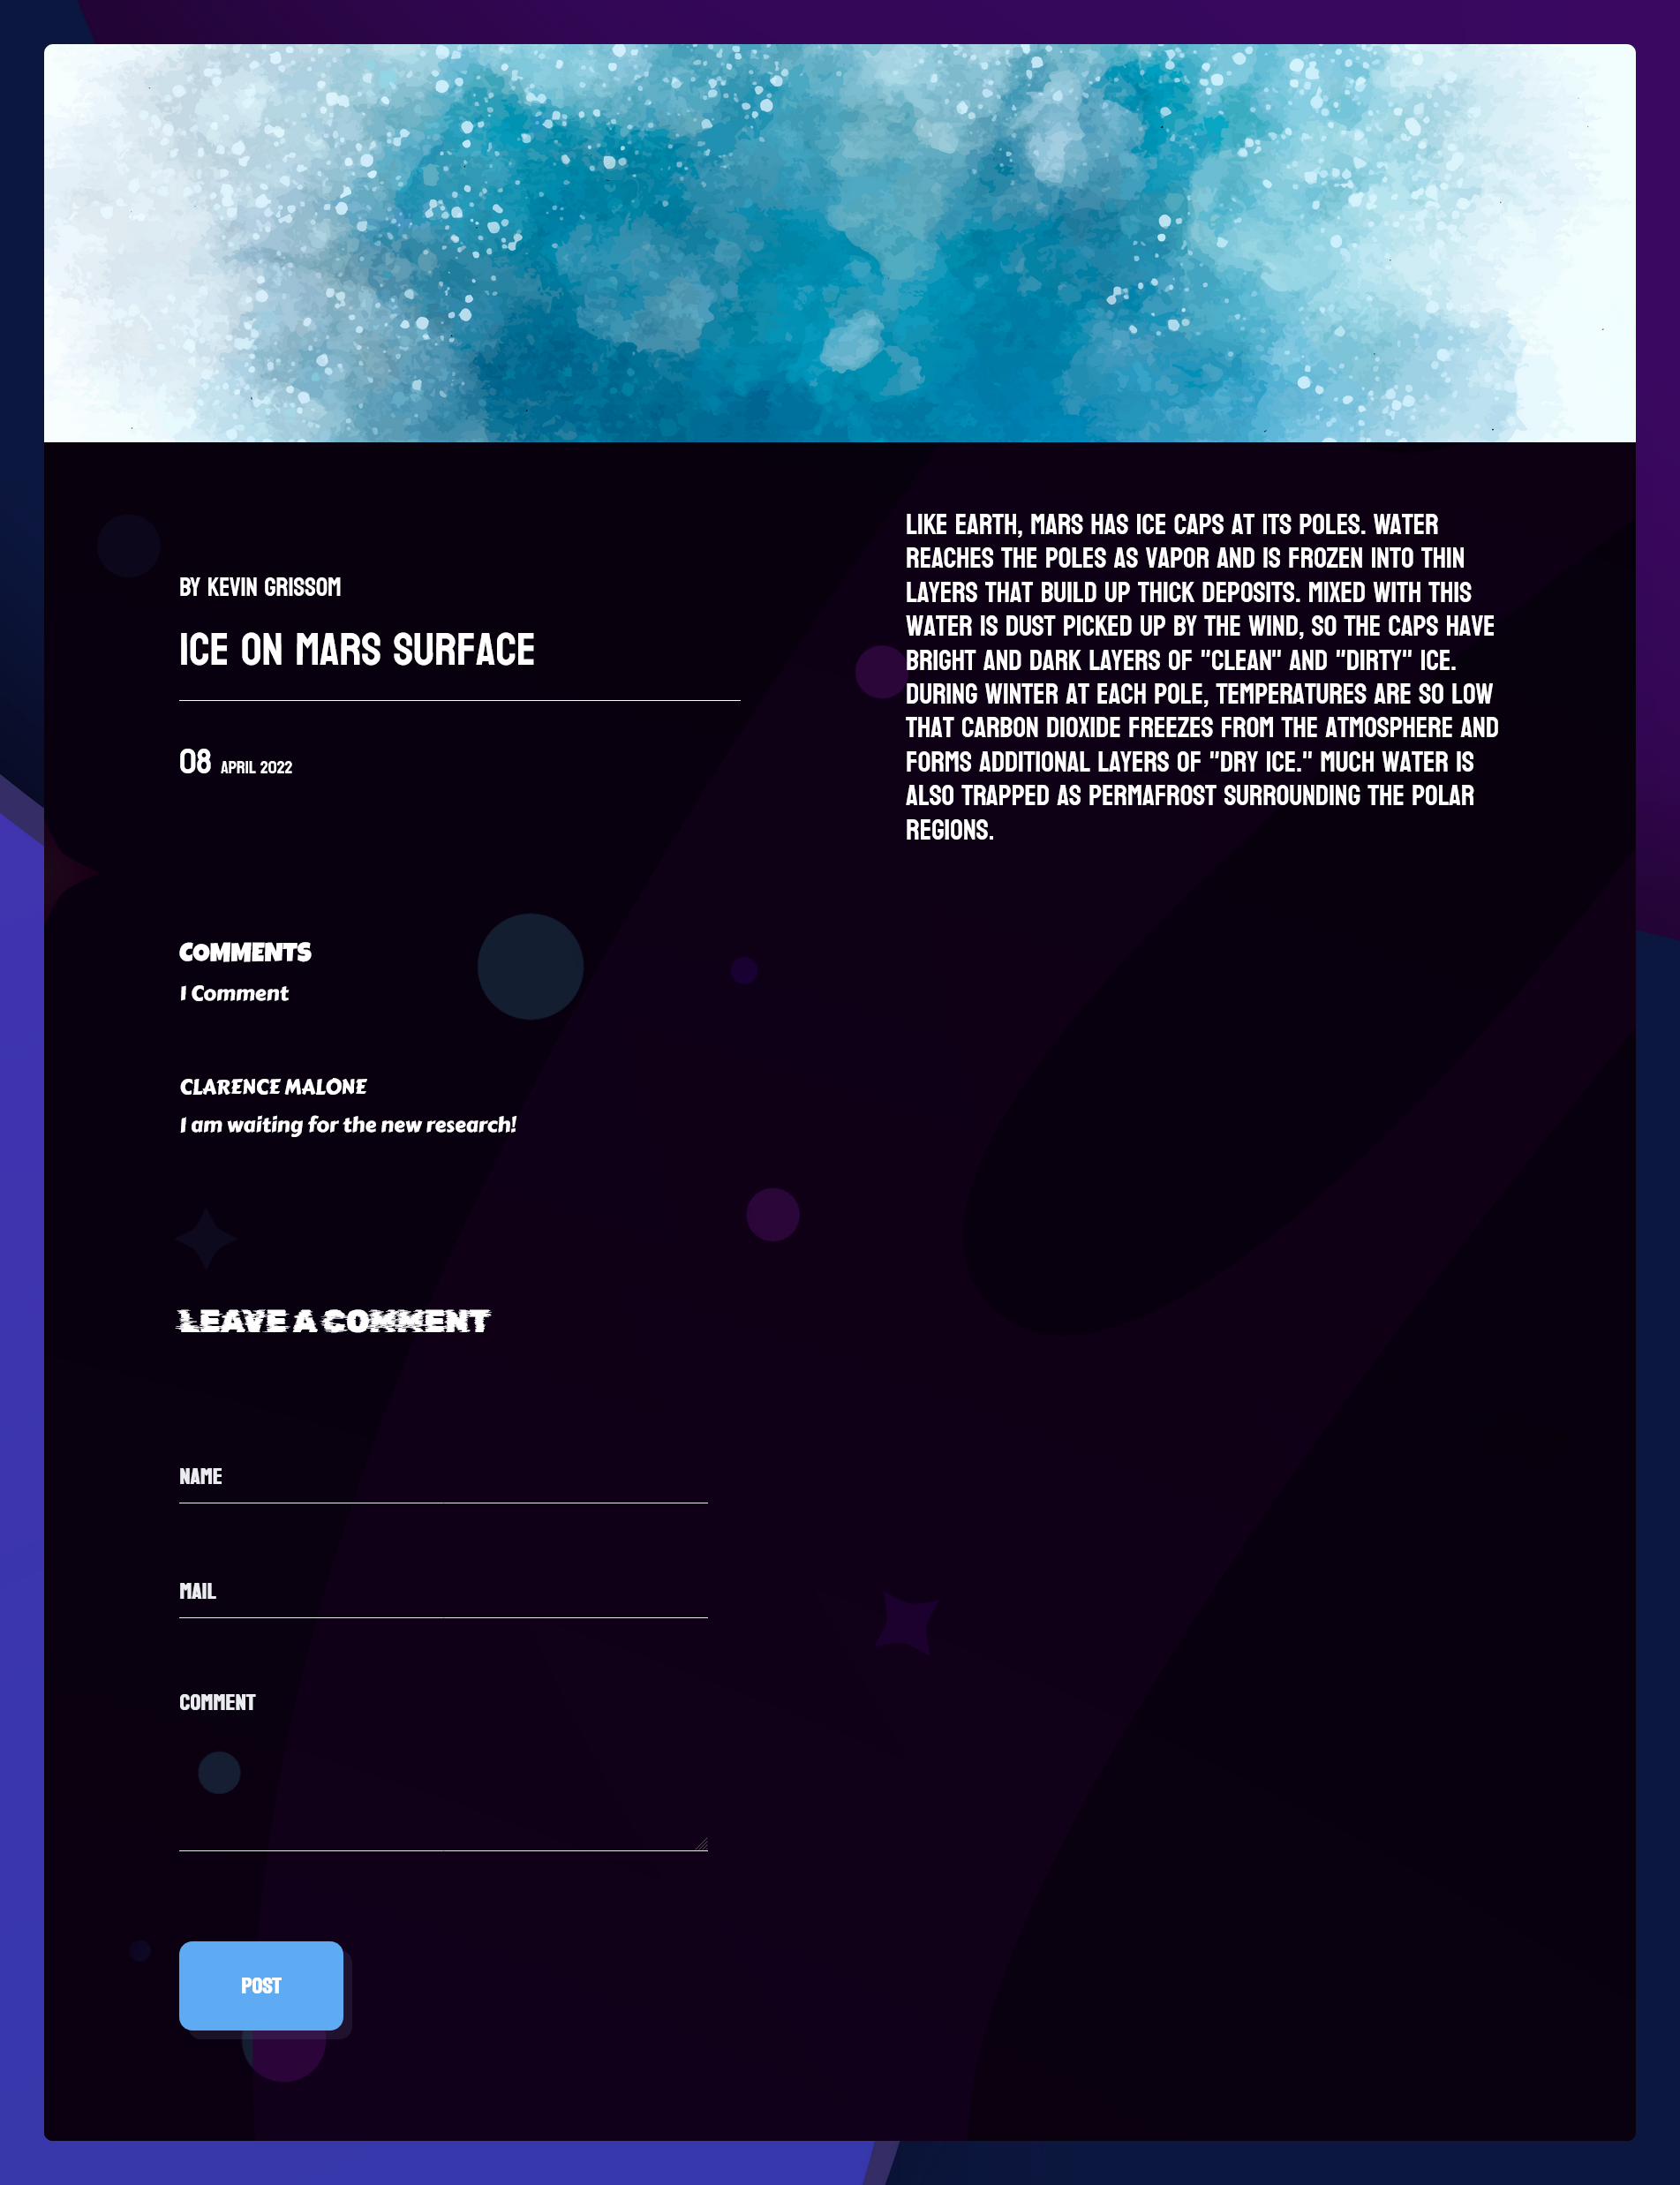 BY KEVIN GRISSOM
ICE ON MARS SURFACE
08 APRIL 2022
LIKE EARTH, MARS HAS ICE CAPS AT ITS POLES. WATER
REACHES THE POLES AS VAPOR AND IS FROZEN INTO THIN
LAYERS THAT BUILD UP THICK DEPOSITS. MIXED WITH THIS
WATER IS DUST PICKED UP BY THE WIND, SO THE CAPS HAVE
BRIGHT AND DARK LAYERS OF "CLEAN" AND "DIRTY" ICE.
DURING WINTER AT EACH POLE, TEMPERATURES ARE SO LOW
THAT CARBON DIOXIDE FREEZES FROM THE ATMOSPHERE AND
FORMS ADDITIONAL LAYERS OF "DRY ICE." MUCH WATER IS
ALSO TRAPPED AS PERMAFROST SURROUNDING THE POLAR
REGIONS.
COMMENTS
1 Comment
CLARENCE MALONE
I am waiting for the new research!
LEAVE A COMMENT
NAME
MAIL
COMMENT
POST